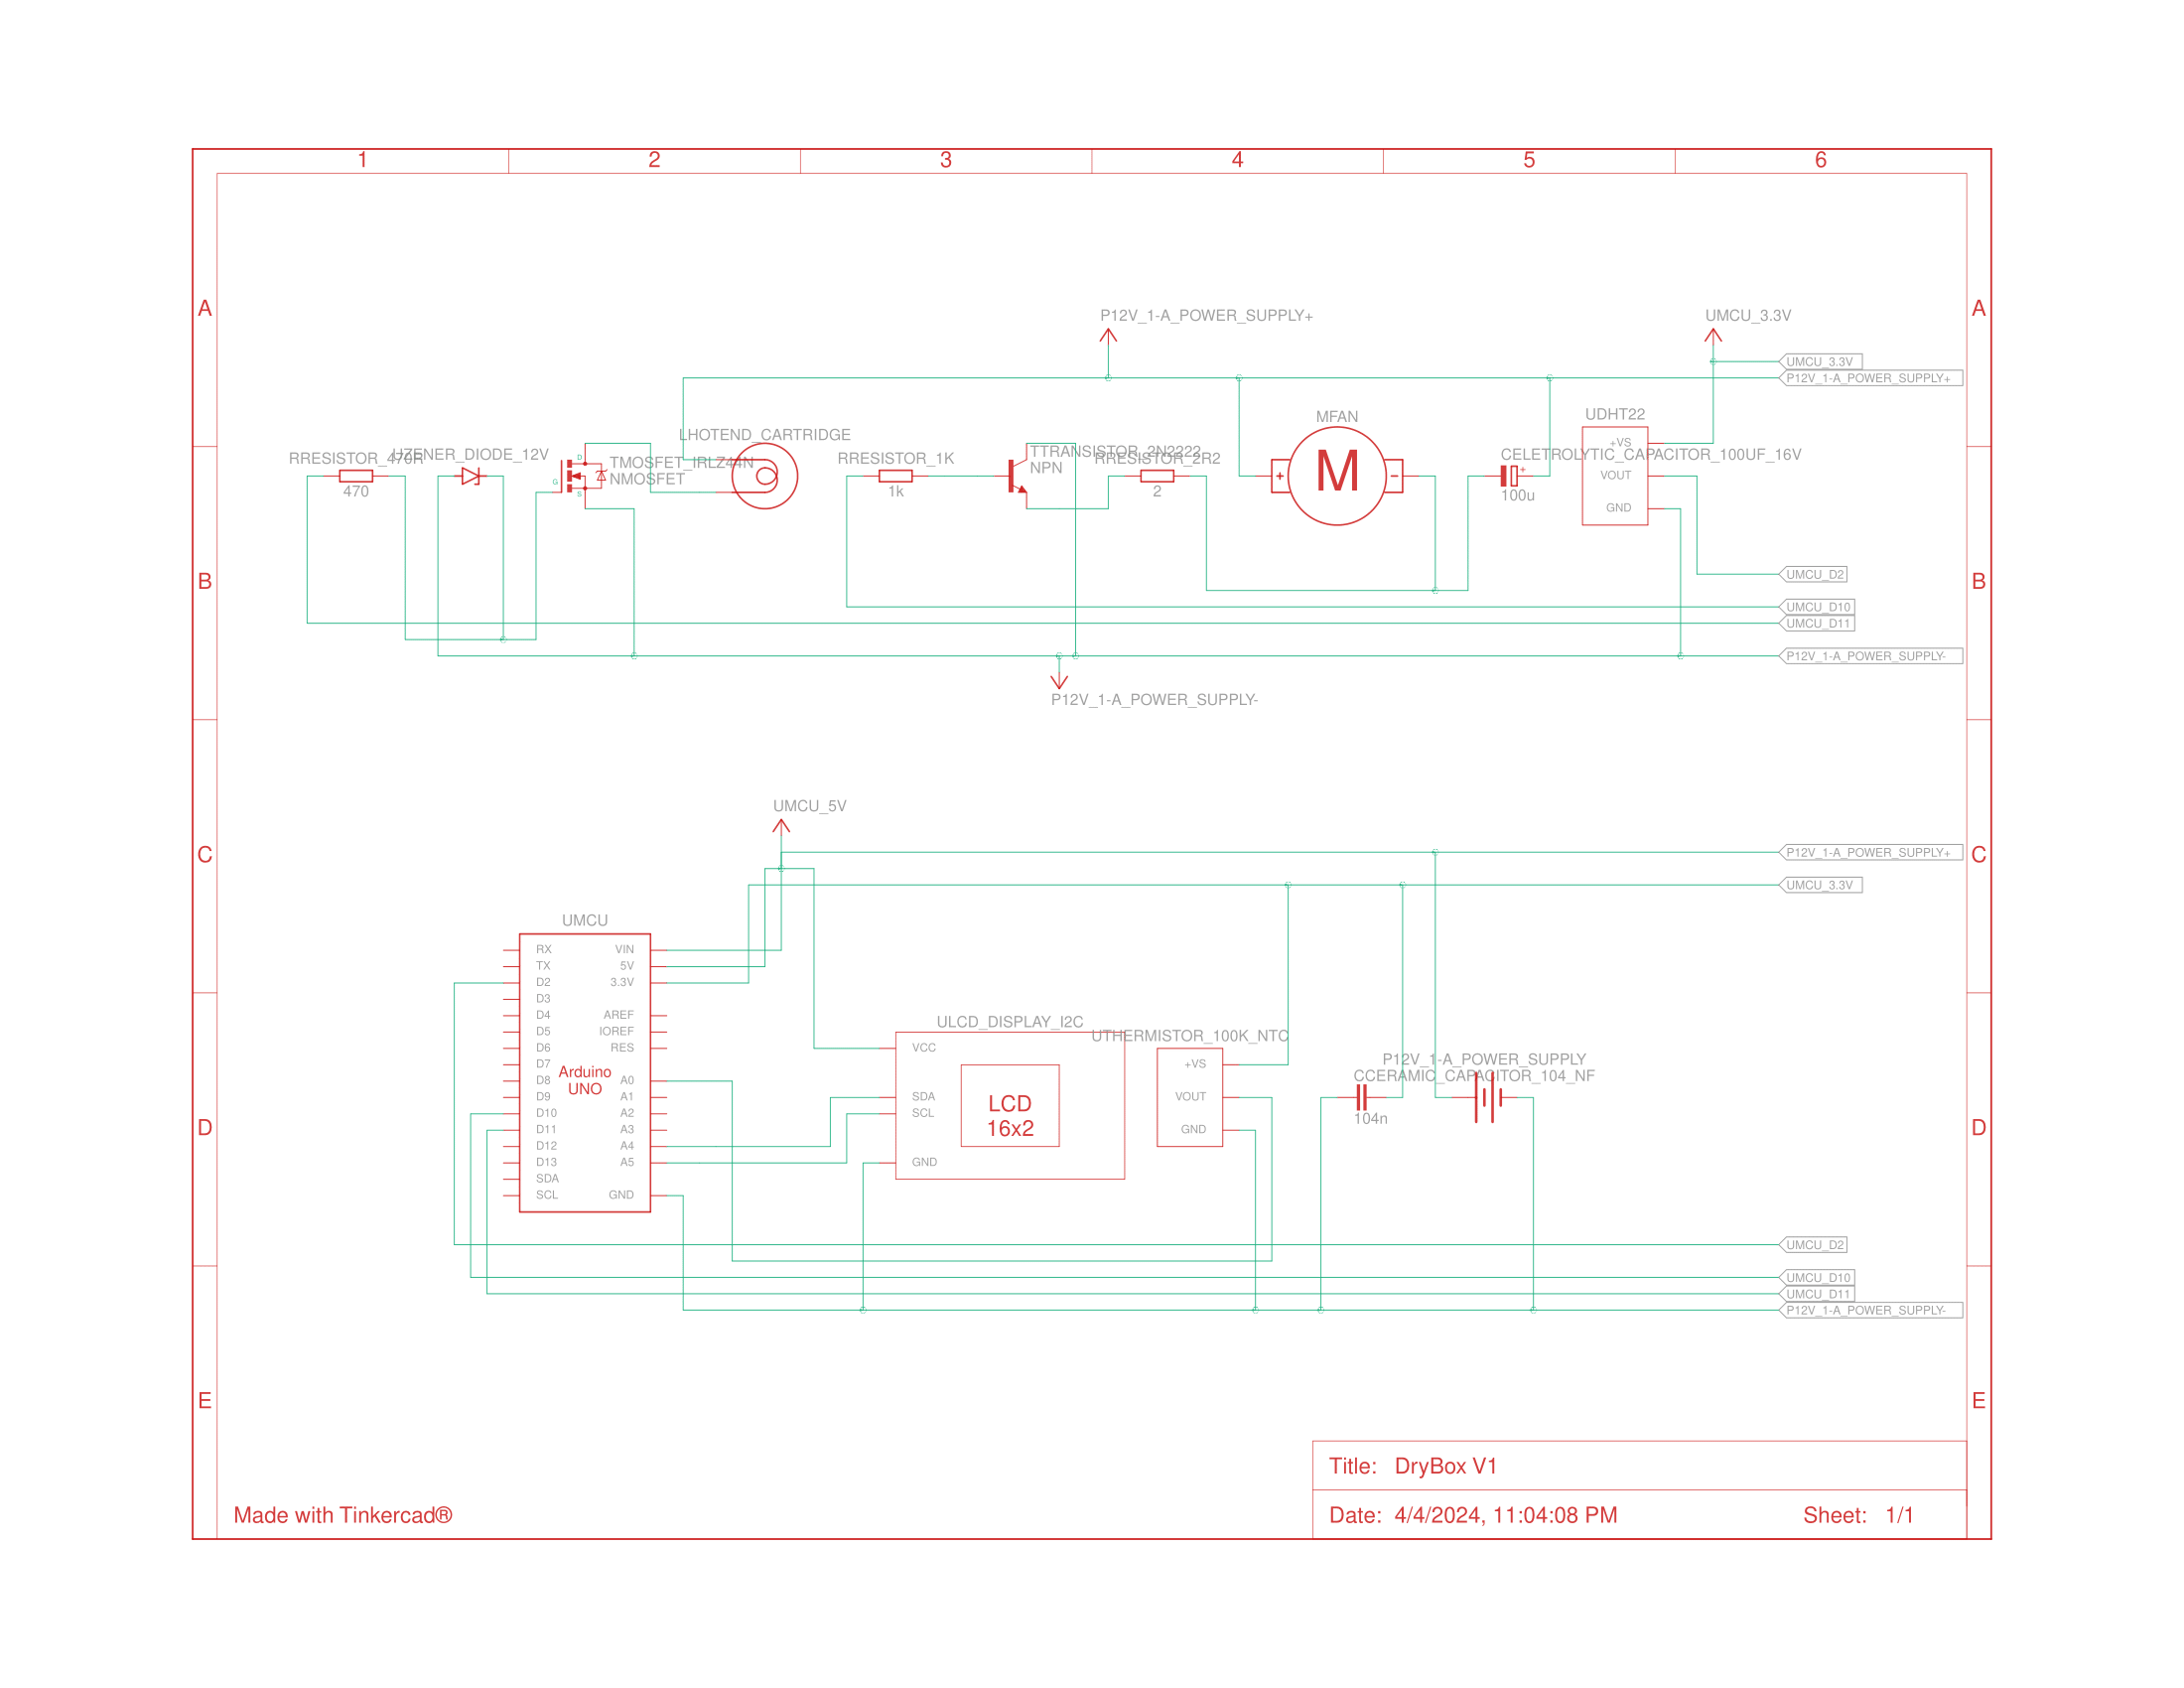 1 2 3 4 5 6
A A
P12V_1-A_POWER_SUPPLY+ UMCU_3.3V
UMCU_3.3V
P12V_1-A_POWER_SUPPLY+
MFAN UDHT22
LHOTEND_CARTRIDGE
RRESISTOR_470R UZENER_DIODE_12V TMOSFET_IRLZ44N RRESISTOR_1K TTRANSISTOR_2N2222 RRESISTOR_2R2 CELETROLYTIC_CAPACITOR_100UF_16V
NMOSFET NPN
D G S
M + - +
+VS
VOUT
GND
470 1k 2 100u
B B
UMCU_D2
UMCU_D10
UMCU_D11
P12V_1-A_POWER_SUPPLY-
P12V_1-A_POWER_SUPPLY-
UMCU_5V
C C
P12V_1-A_POWER_SUPPLY+
UMCU_3.3V
UMCU
RX VIN
TX 5V
D2 3.3V
D3
D4 AREF
D5 IOREF
D6 RES
D7
D8 A0
D9 A1
D10 A2
D11 A3
D12 A4
D13 A5
SDA
SCL GND
Arduino
UNO
ULCD_DISPLAY_I2C
VCC
SDA
SCL
GND
LCD
16x2
UTHERMISTOR_100K_NTC
+VS
VOUT
GND
P12V_1-A_POWER_SUPPLY
CCERAMIC_CAPACITOR_104_NF
104n
D D
UMCU_D2
UMCU_D10
UMCU_D11
P12V_1-A_POWER_SUPPLY-
E E
Title: DryBox V1
Made with Tinkercad® Date: 4/4/2024, 11:04:08 PM Sheet: 1/1